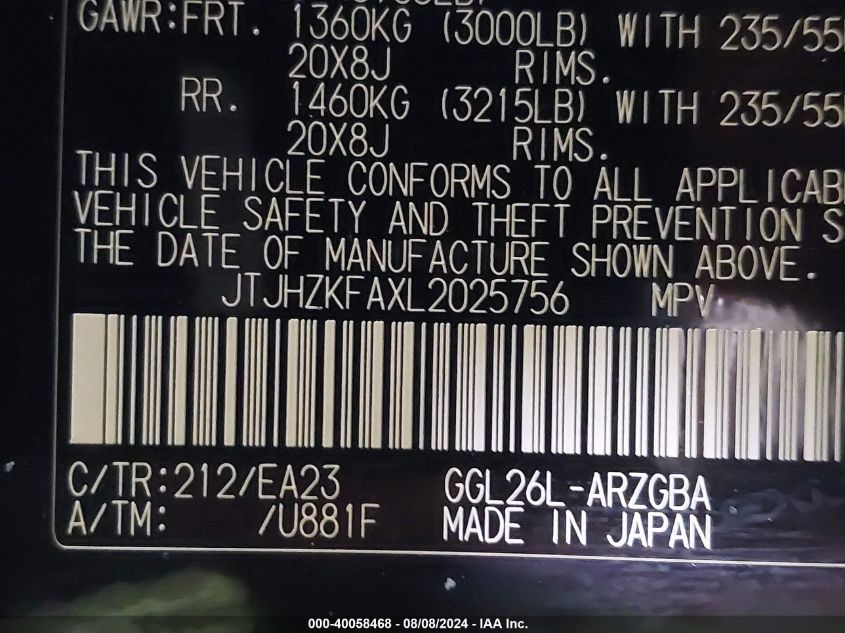 GAWR:FRT. 1360KG (3000LB) WITH 235/55
20X8J RIMS.
RR. 1460KG (3215LB) WITH 235/55
20X8J RIMS.
THIS VEHICLE CONFORMS TO ALL APPLICAB
VEHICLE SAFETY AND THEFT PREVENTION S
THE DATE OF MANUFACTURE SHOWN ABOVE.
JTJHZKFAXL2025756 MPV
C/TR:212/EA23 GGL26L-ARZGBA
A/TM: /U881F MADE IN JAPAN
000-40058468 - 08/08/2024 - IAA Inc.